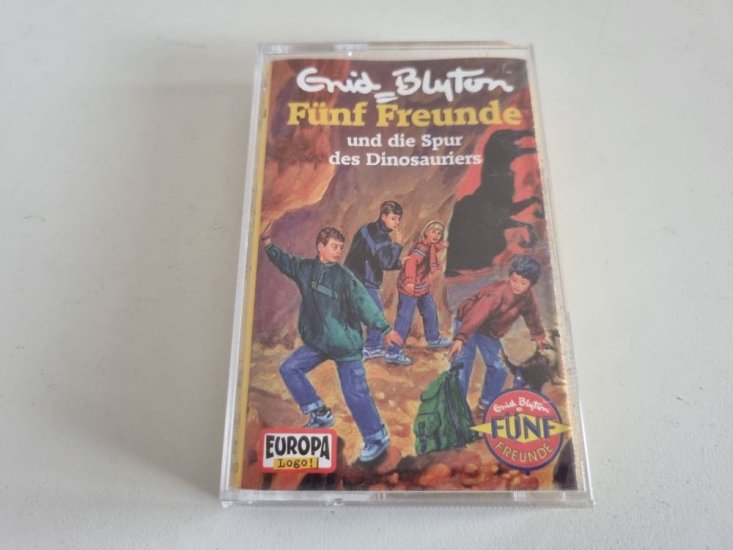 Enid Blyton
Fünf Freunde
und die Spur
des Dinosauriers
EUROPA
Logo!
Enid Blyton
FÜNF
FREUNDE